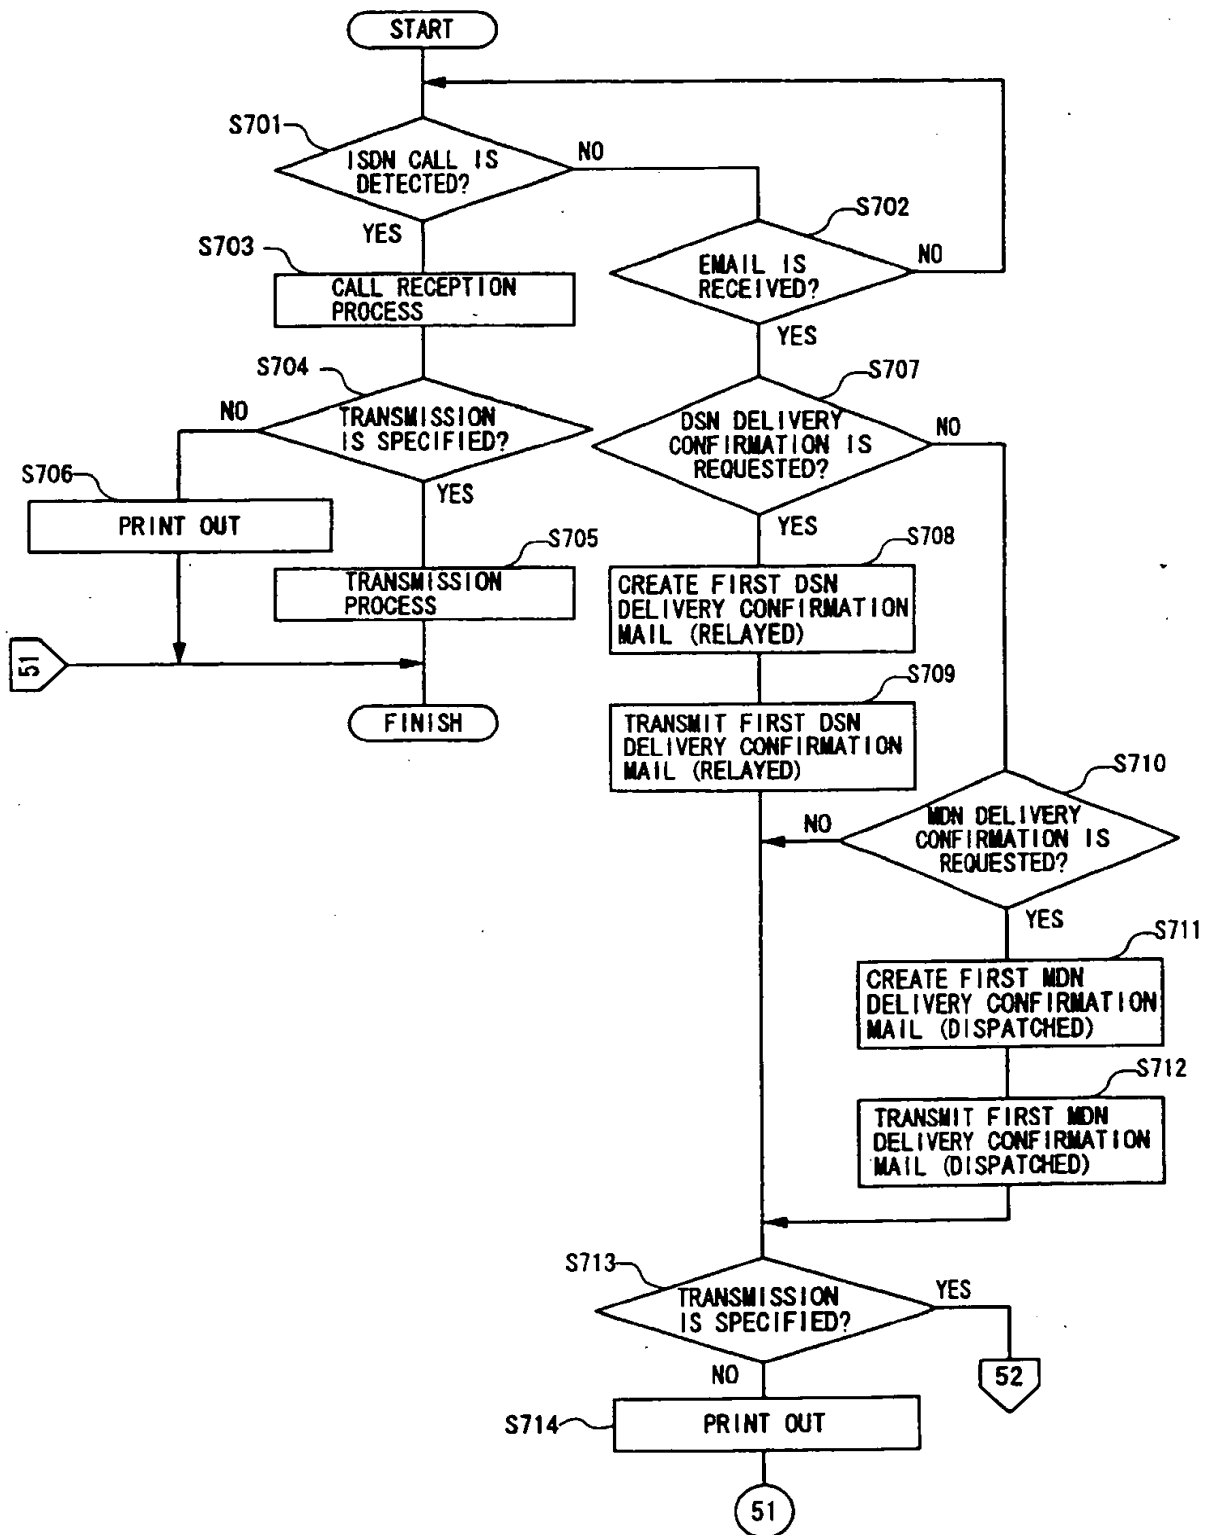 START
S701
ISDN CALL IS
DETECTED?
NO
YES
S702
EMAIL IS
RECEIVED?
NO
YES
S703
CALL RECEPTION
PROCESS
S704
TRANSMISSION
IS SPECIFIED?
NO
YES
S706
PRINT OUT
S705
TRANSMISSION
PROCESS
51
FINISH
S707
DSN DELIVERY
CONFIRMATION IS
REQUESTED?
NO
YES
S708
CREATE FIRST DSN
DELIVERY CONFIRMATION
MAIL (RELAYED)
S709
TRANSMIT FIRST DSN
DELIVERY CONFIRMATION
MAIL (RELAYED)
S710
MDN DELIVERY
CONFIRMATION IS
REQUESTED?
NO
YES
S711
CREATE FIRST MDN
DELIVERY CONFIRMATION
MAIL (DISPATCHED)
S712
TRANSMIT FIRST MDN
DELIVERY CONFIRMATION
MAIL (DISPATCHED)
S713
TRANSMISSION
IS SPECIFIED?
YES
52
NO
S714
PRINT OUT
51